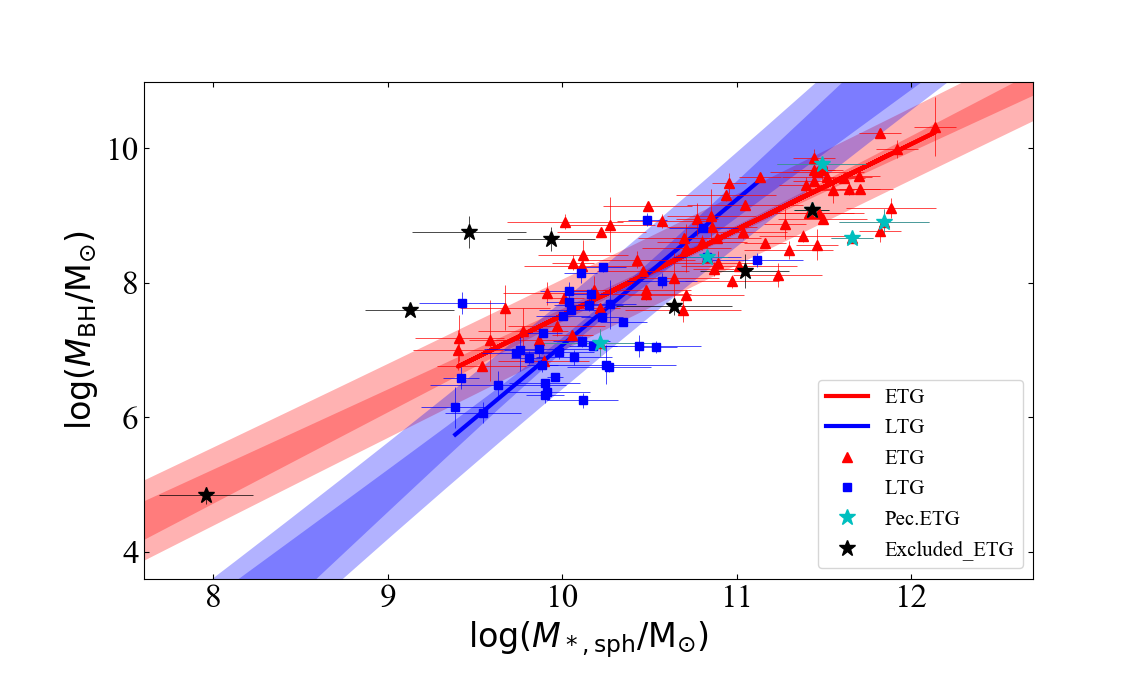 10
8
6
4
log(M_BH/M_⊙)
8 9 10 11 12
log(M_*,sph/M_⊙)
ETG
LTG
ETG
LTG
Pec.ETG
Excluded_ETG